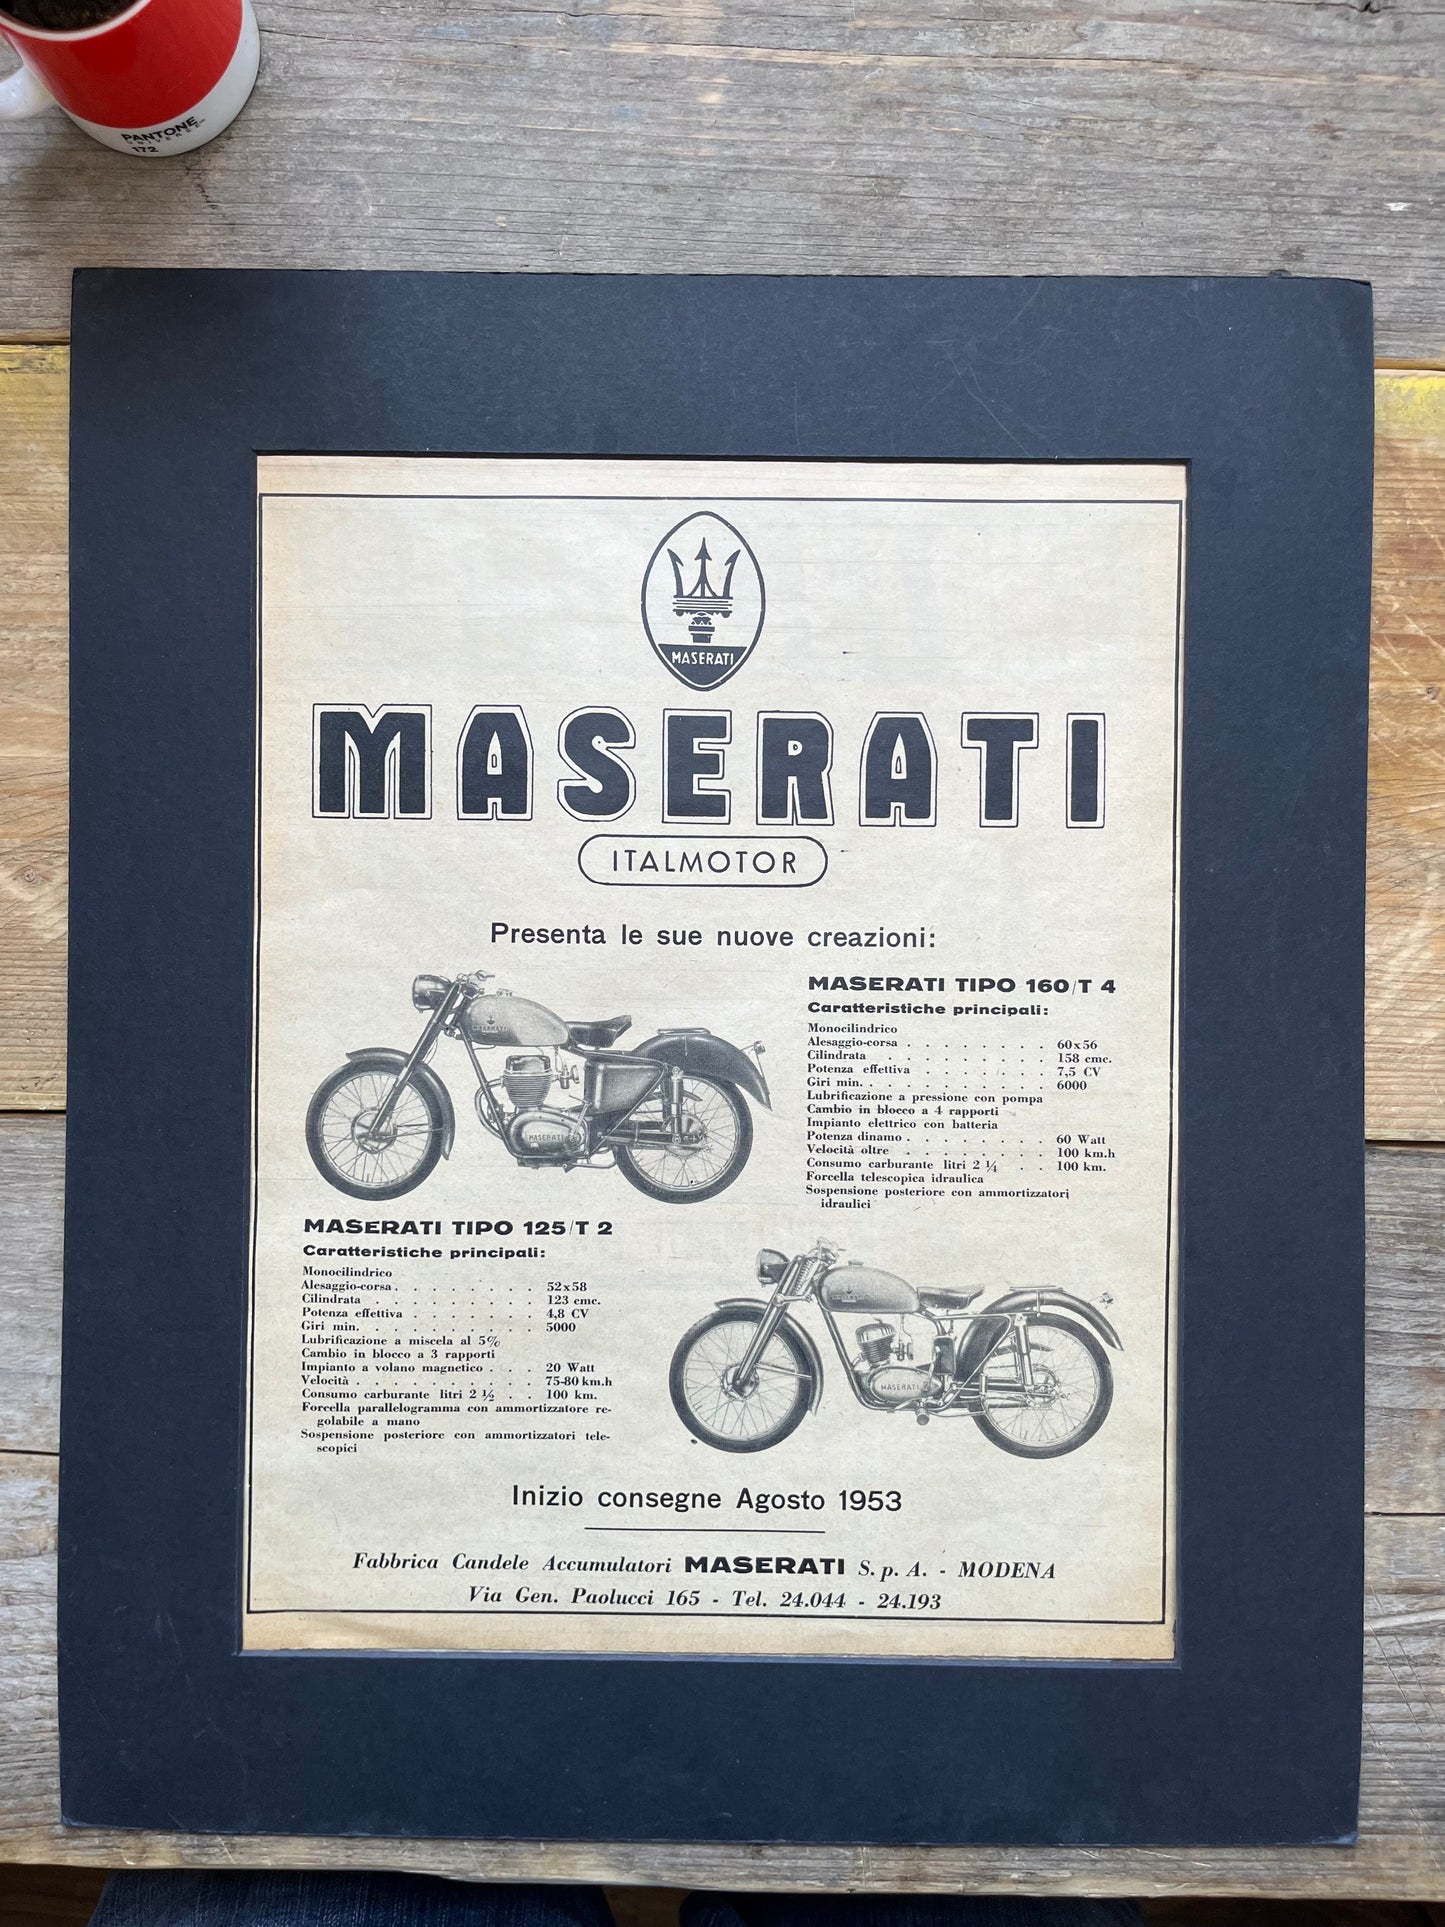 PANTONE
UNIVERSE
172
MASERATI
MASERATI
ITALMOTOR
Presenta le sue nuove creazioni:
MASERATI
MASERATI
MASERATI TIPO 160/T 4
Caratteristiche principali:
Monocilindrico
Alesaggio-corsa . . . . . . . . . 60x56
Cilindrata . . . . . . . . . 158 cmc.
Potenza effettiva . . . . . . . 7,5 CV
Giri min. . . . . . . . . . . 6000
Lubrificazione a pressione con pompa
Cambio in blocco a 4 rapporti
Impianto elettrico con batteria
Potenza dinamo . . . . . . . . 60 Watt
Velocità oltre . . . . . . . . 100 km.h
Consumo carburante litri 2 ¼ . . 100 km.
Forcella telescopica idraulica
Sospensione posteriore con ammortizzatori
idraulici
MASERATI TIPO 125/T 2
Caratteristiche principali:
Monocilindrico
Alesaggio-corsa . . . . . . . . 52x58
Cilindrata . . . . . . . . 123 cmc.
Potenza effettiva . . . . . . . 4,8 CV
Giri min. . . . . . . . . . 5000
Lubrificazione a miscela al 5%
Cambio in blocco a 3 rapporti
Impianto a volano magnetico . . . 20 Watt
Velocità . . . . . . . . . . 75-80 km.h
Consumo carburante litri 2 ½ . . 100 km.
Forcella parallelogramma con ammortizzatore re-
golabile a mano
Sospensione posteriore con ammortizzatori tele-
scopici
MASERATI
Inizio consegne Agosto 1953
Fabbrica Candele Accumulatori MASERATI S. p. A. - MODENA
Via Gen. Paolucci 165 - Tel. 24.044 - 24.193